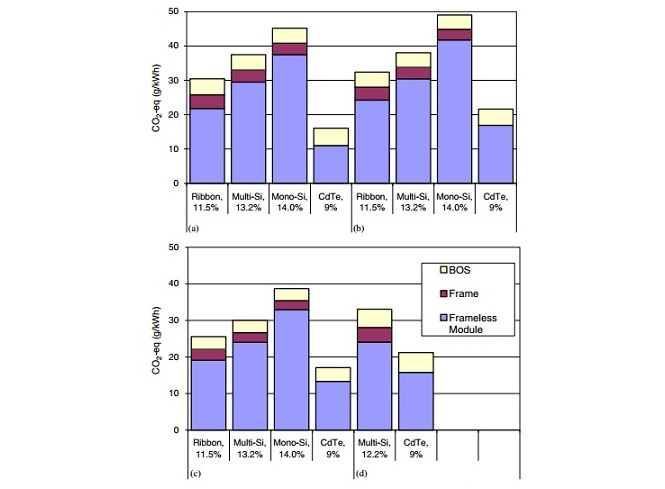 CO2-eq (g/kWh)
50
40
30
20
10
0
Ribbon, Multi-Si, Mono-Si, CdTe, Ribbon, Multi-Si, Mono-Si, CdTe,
11.5% 13.2% 14.0% 9% 11.5% 13.2% 14.0% 9%
(a) (b)
CO2-eq (g/kWh)
50
40
30
20
10
0
BOS
Frame
Frameless
Module
Ribbon, Multi-Si, Mono-Si, CdTe, Multi-Si, CdTe,
11.5% 13.2% 14.0% 9% 12.2% 9%
(c) (d)